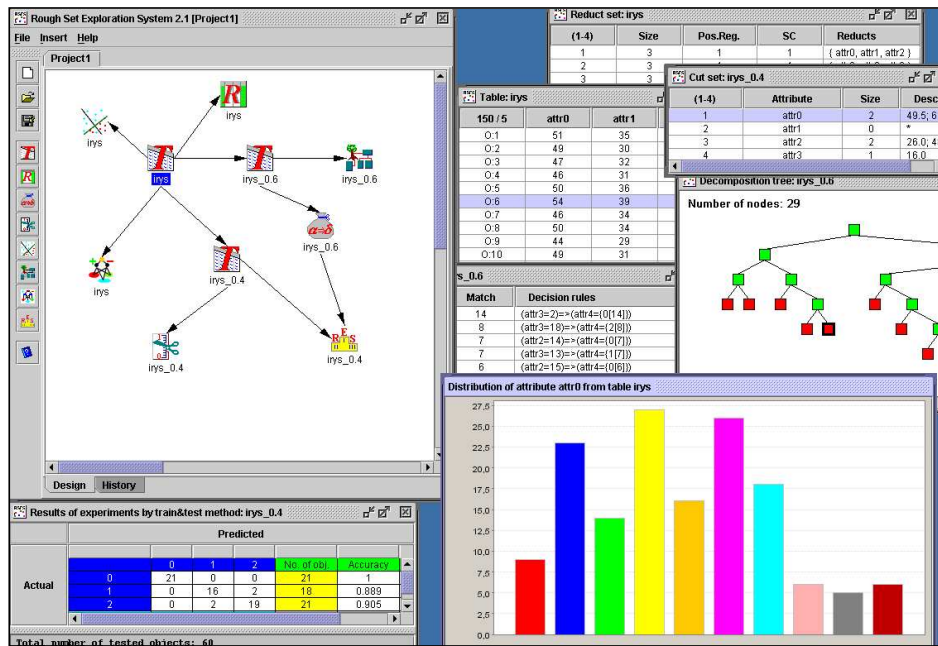 Rough Set Exploration System 2.1 [Project1]
File Insert Help
Project1
irys
irys
irys
irys_0.6
irys_0.6
irys_0.6
irys
irys_0.4
irys_0.4
irys_0.4
Design History
Reduct set: irys
(1-4) Size Pos.Reg. SC Reducts
1 3 1 1 { attr0, attr1, attr2 }
2 3
3 3
Cut set: irys_0.4
(1-4) Attribute Size Desc
1 attr0 2 49.5; 6
2 attr1 0 *
3 attr2 2 26.0; 4
4 attr3 1 16.0
Table: irys
150 / 5 attr0 attr1
O:1 51 35
O:2 49 30
O:3 47 32
O:4 46 31
O:5 50 36
O:6 54 39
O:7 46 34
O:8 50 34
O:9 44 29
O:10 49 31
Decomposition tree: irys_0.6
Number of nodes: 29
ys_0.6
Match Decision rules
14 (attr3=2)=>(attr4={0[14]})
8 (attr3=18)=>(attr4={2[8]})
7 (attr2=14)=>(attr4={0[7]})
7 (attr3=13)=>(attr4={1[7]})
6 (attr2=15)=>(attr4={0[6]})
Distribution of attribute attr0 from table irys
27,5
25,0
22,5
20,0
17,5
15,0
12,5
10,0
7,5
5,0
2,5
0,0
Results of experiments by train&test method: irys_0.4
Predicted
Actual
0 1 2 No. of obj. Accuracy
0 21 0 0 21 1
1 0 16 2 18 0.889
2 0 2 19 21 0.905
Total number of tested objects: 60